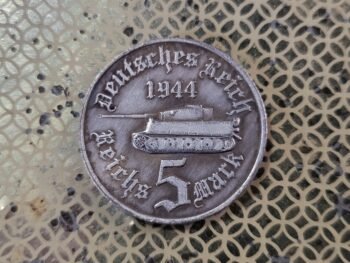 Deutsches Reich
1944
Reichs 5 Mark